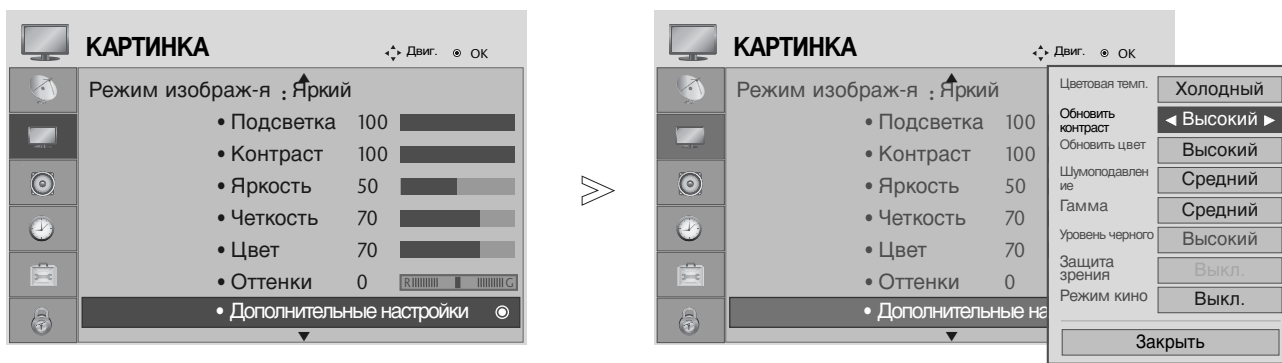 КАРТИНКА
Двиг. OK
Режим изображ-я : Яркий
• Подсветка 100
• Контраст 100
• Яркость 50
• Четкость 70
• Цвет 70
• Оттенки 0 R G
• Дополнительные настройки
КАРТИНКА
Двиг. OK
Режим изображ-я : Яркий
• Подсветка 100
• Контраст 100
• Яркость 50
• Четкость 70
• Цвет 70
• Оттенки 0
• Дополнительные на
Цветовая темп. Холодный
Обновить
контраст
◄ Высокий ►
Обновить цвет Высокий
Шумоподавлен
ие
Средний
Гамма Средний
Уровень черного Высокий
Защита
зрения
Выкл.
Режим кино Выкл.
Закрыть